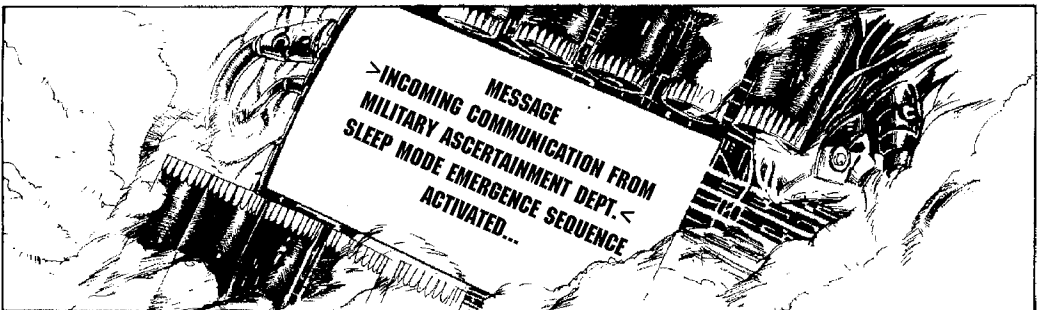 MESSAGE
>INCOMING COMMUNICATION FROM
MILITARY ASCERTAINMENT DEPT.<
SLEEP MODE EMERGENCE SEQUENCE
ACTIVATED...